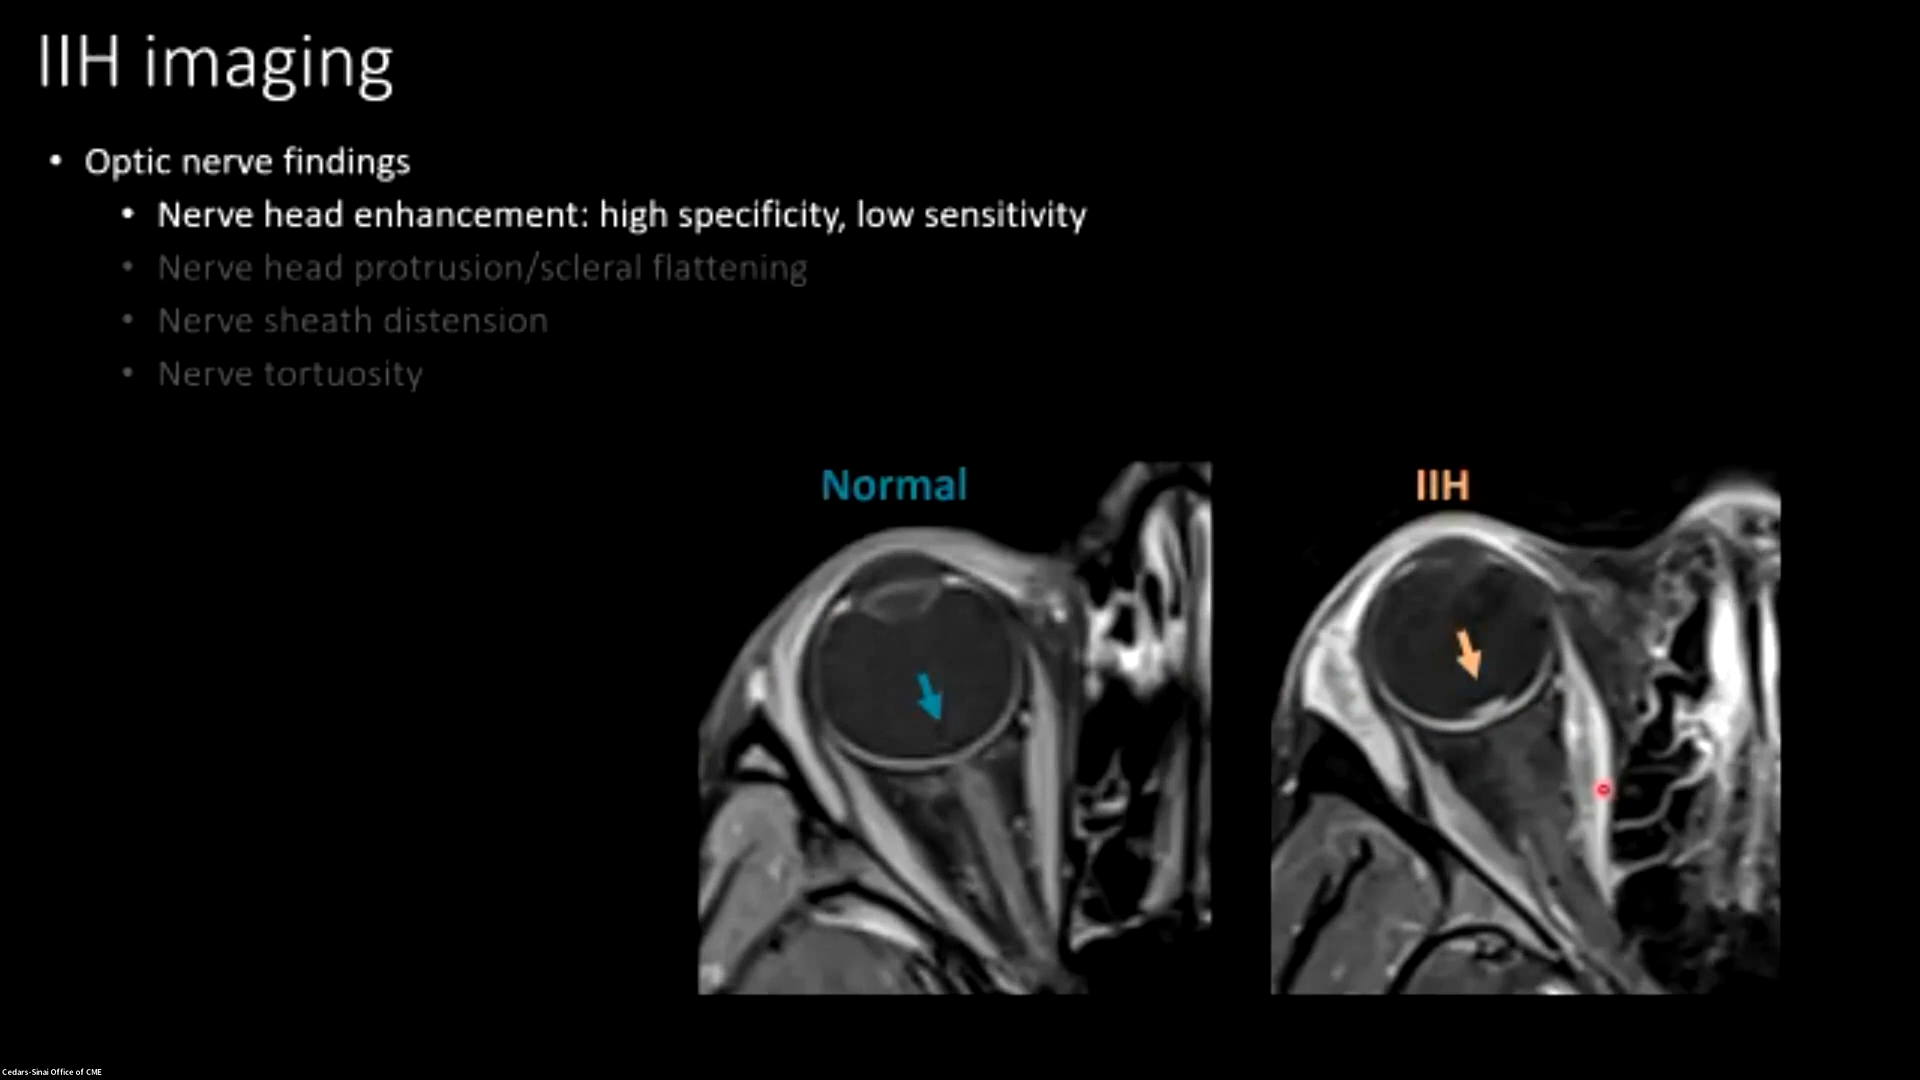 IIH imaging
• Optic nerve findings
• Nerve head enhancement: high specificity, low sensitivity
• Nerve head protrusion/scleral flattening
• Nerve sheath distension
• Nerve tortuosity
Normal
IIH
Cedars-Sinai Office of CME